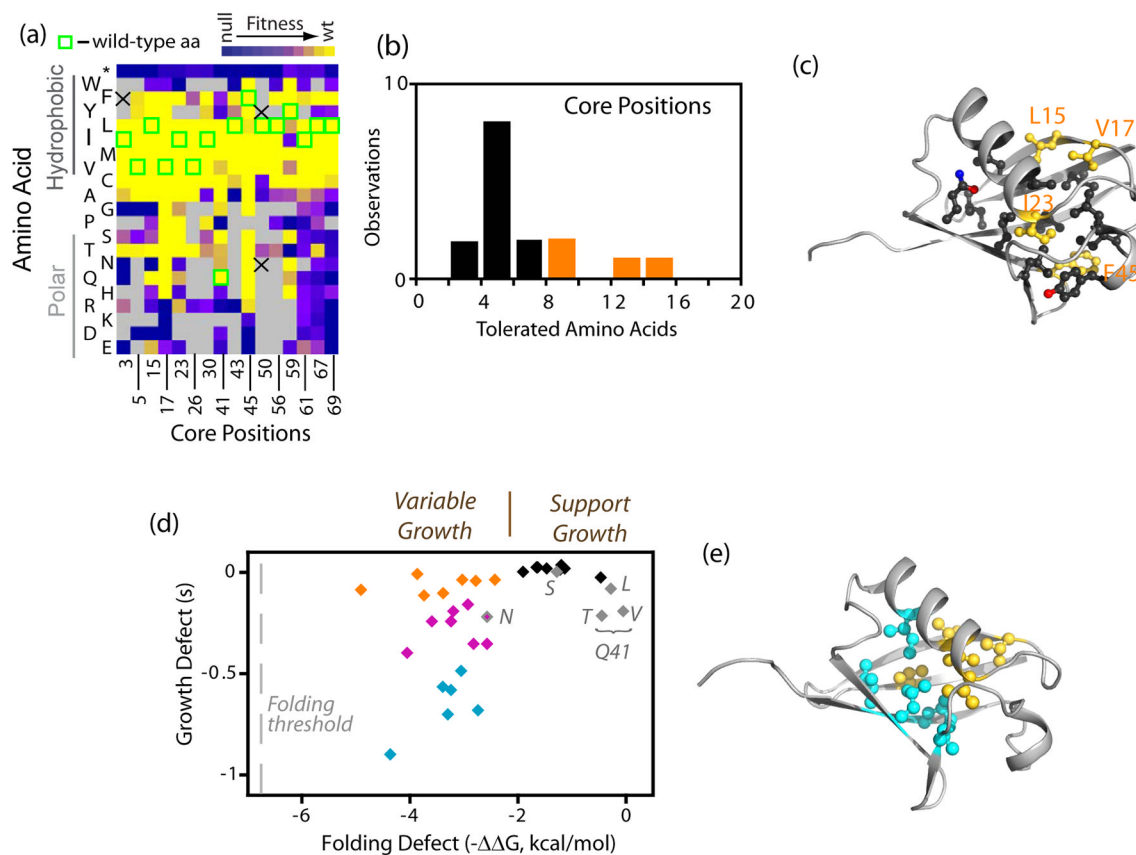 (a)
null Fitness wt
– wild-type aa
Amino Acid
Hydrophobic
Polar
*
W
F
Y
L
I
M
V
C
A
G
P
S
T
N
Q
H
R
K
D
E
3 15 23 30 43 50 59 67
5 17 26 41 45 56 61 69
Core Positions
(b)
Core Positions
Observations
10
0
0 4 8 12 16 20
Tolerated Amino Acids
(c)
L15
V17
I23
F45
(d)
Variable Growth
Support Growth
Growth Defect (s)
0
-0.5
-1
S
L
N
T
V
Q41
Folding threshold
-6 -4 -2 0
Folding Defect (-ΔΔG, kcal/mol)
(e)